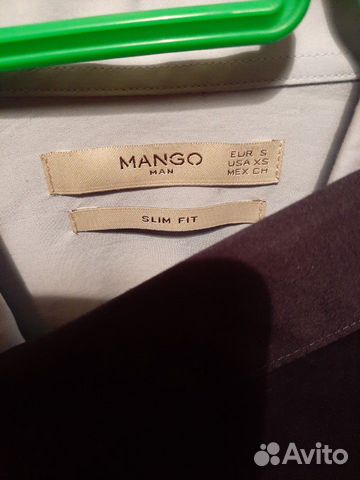 MANGO
MAN
EUR S
USA XS
MEX CH
SLIM FIT
Avito